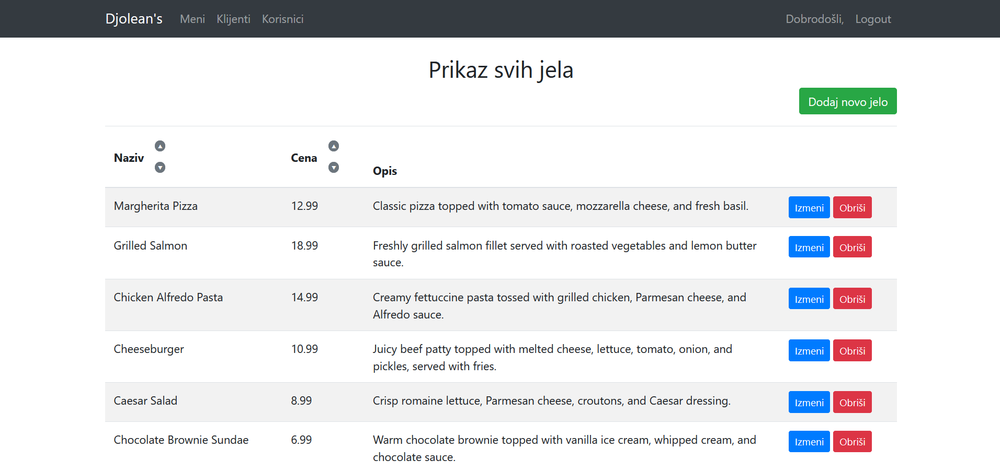 Djolean's Meni Klijenti Korisnici Dobrodošli, Logout
Prikaz svih jela
Dodaj novo jelo
Naziv ▲ ▼ Cena ▲ ▼ Opis
Margherita Pizza 12.99 Classic pizza topped with tomato sauce, mozzarella cheese, and fresh basil. Izmeni Obriši
Grilled Salmon 18.99 Freshly grilled salmon fillet served with roasted vegetables and lemon butter Izmeni Obriši
sauce.
Chicken Alfredo Pasta 14.99 Creamy fettuccine pasta tossed with grilled chicken, Parmesan cheese, and Izmeni Obriši
Alfredo sauce.
Cheeseburger 10.99 Juicy beef patty topped with melted cheese, lettuce, tomato, onion, and Izmeni Obriši
pickles, served with fries.
Caesar Salad 8.99 Crisp romaine lettuce, Parmesan cheese, croutons, and Caesar dressing. Izmeni Obriši
Chocolate Brownie Sundae 6.99 Warm chocolate brownie topped with vanilla ice cream, whipped cream, and Izmeni Obriši
chocolate sauce.